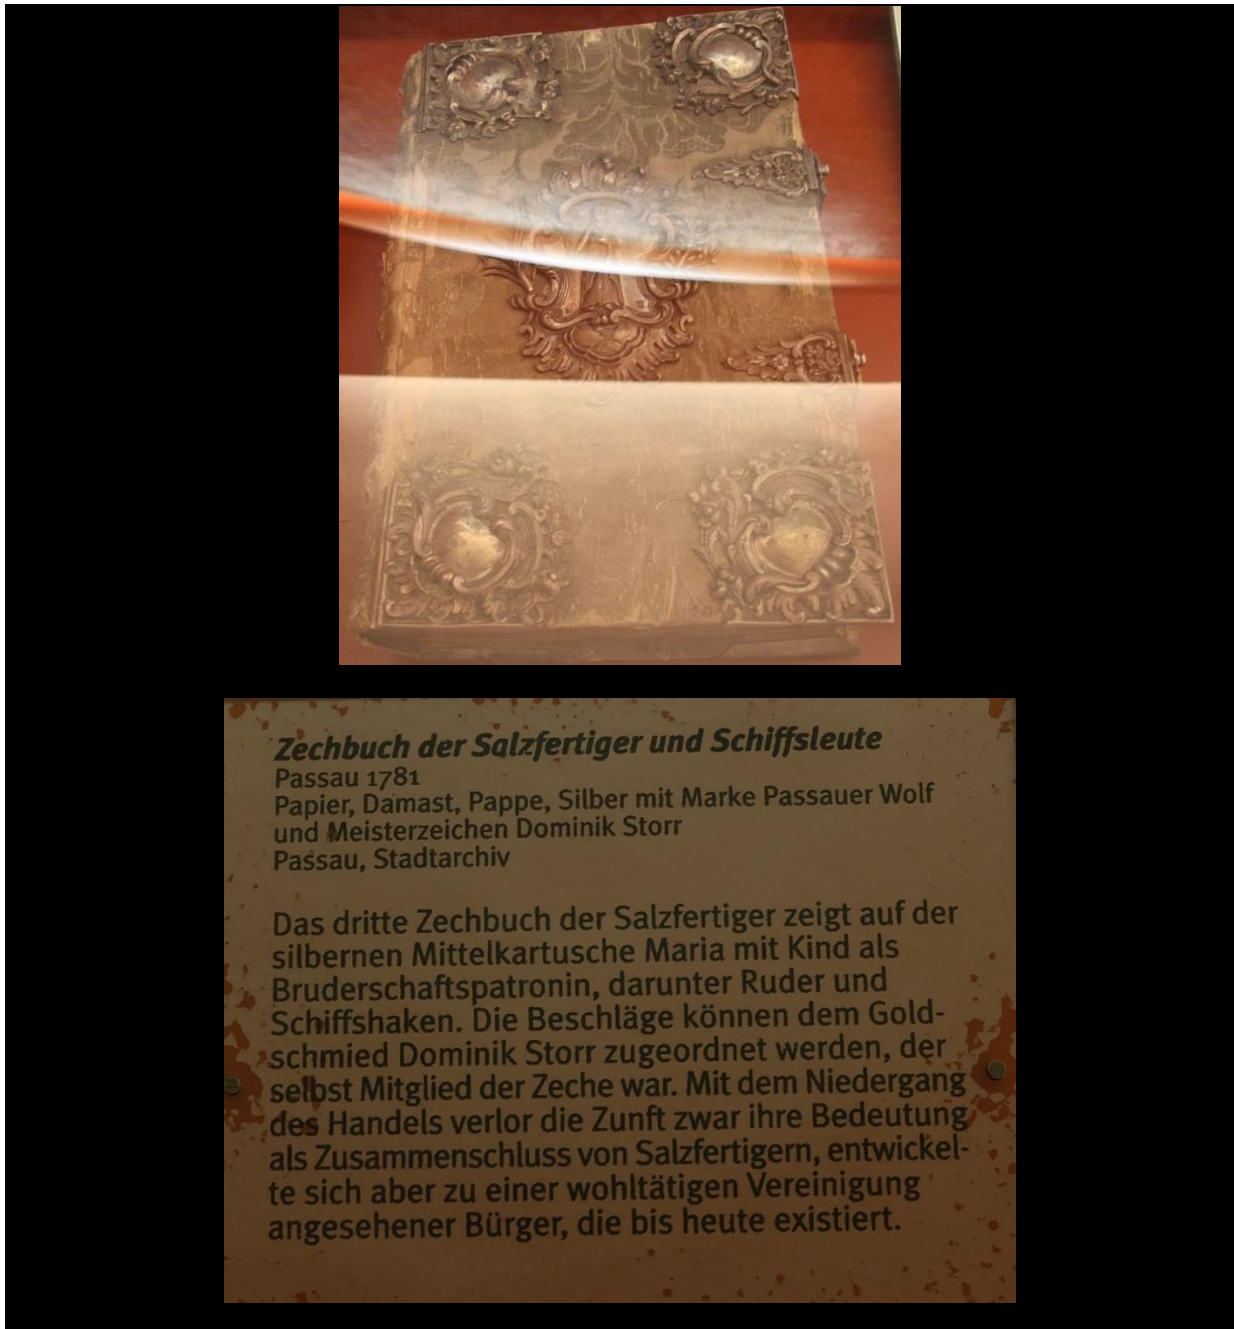 Zechbuch der Salzfertiger und Schiffsleute
Passau 1781
Papier, Damast, Pappe, Silber mit Marke Passauer Wolf
und Meisterzeichen Dominik Storr
Passau, Stadtarchiv
Das dritte Zechbuch der Salzfertiger zeigt auf der
silbernen Mittelkartusche Maria mit Kind als
Bruderschaftspatronin, darunter Ruder und
Schiffshaken. Die Beschläge können dem Gold-
schmied Dominik Storr zugeordnet werden, der
selbst Mitglied der Zeche war. Mit dem Niedergang
des Handels verlor die Zunft zwar ihre Bedeutung
als Zusammenschluss von Salzfertigern, entwickel-
te sich aber zu einer wohltätigen Vereinigung
angesehener Bürger, die bis heute existiert.